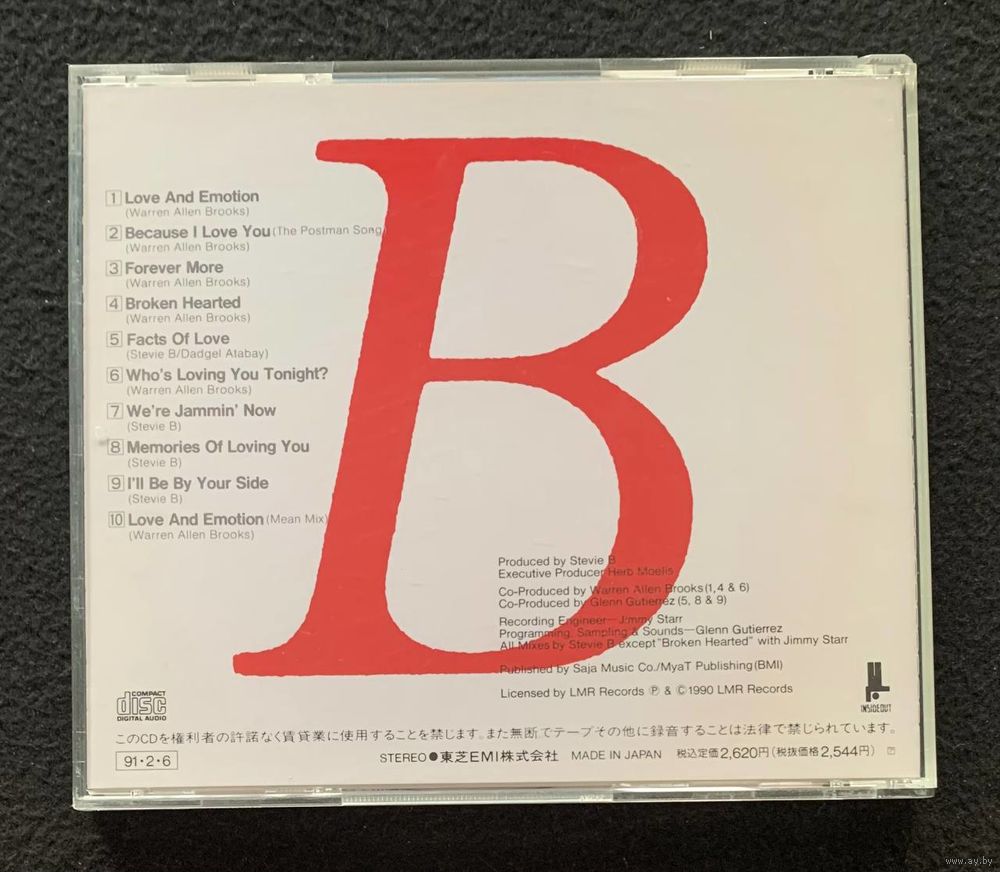 B
1 Love And Emotion
(Warren Allen Brooks)
2 Because I Love You (The Postman Song)
(Warren Allen Brooks)
3 Forever More
(Warren Allen Brooks)
4 Broken Hearted
(Warren Allen Brooks)
5 Facts Of Love
(Stevie B/Dadgel Atabay)
6 Who's Loving You Tonight?
(Warren Allen Brooks)
7 We're Jammin' Now
(Stevie B)
8 Memories Of Loving You
(Stevie B)
9 I'll Be By Your Side
(Stevie B)
10 Love And Emotion (Mean Mix)
(Warren Allen Brooks)
Produced by Stevie B
Executive Producer Herb Moelis
Co-Produced by Warren Allen Brooks (1, 4 & 6)
Co-Produced by Glenn Gutierrez (5, 8 & 9)
Recording Engineer—Jimmy Starr
Programming, Sampling & Sounds—Glenn Gutierrez
All Mixes by Stevie B except "Broken Hearted" with Jimmy Starr
Published by Saja Music Co./MyaT Publishing (BMI)
Licensed by LMR Records Ⓟ & Ⓒ1990 LMR Records
COMPACT
disc
DIGITAL AUDIO
INSIDEOUT
このCDを権利者の許諾なく賃貸業に使用することを禁じます。また無断でテープその他に録音することは法律で禁じられています。
91・2・6
STEREO●東芝EMI株式会社 MADE IN JAPAN 税込定価2,620円(税抜価格2,544円)
www.ay.by